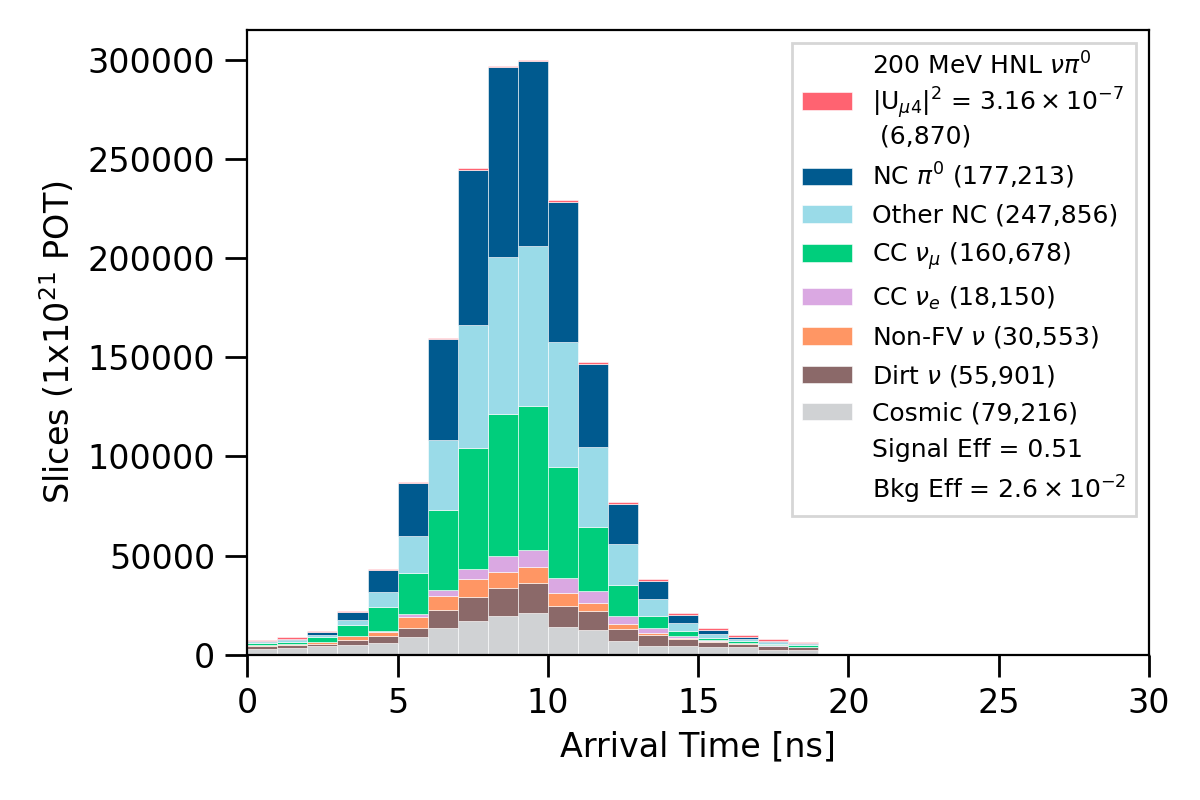 300000
250000
200000
150000
100000
50000
0
Slices (1x10²¹ POT)
0 5 10 15 20 25 30
Arrival Time [ns]
200 MeV HNL νπ⁰
|U_{μ4}|² = 3.16 × 10⁻⁷
(6,870)
NC π⁰ (177,213)
Other NC (247,856)
CC ν_μ (160,678)
CC ν_e (18,150)
Non-FV ν (30,553)
Dirt ν (55,901)
Cosmic (79,216)
Signal Eff = 0.51
Bkg Eff = 2.6 × 10⁻²